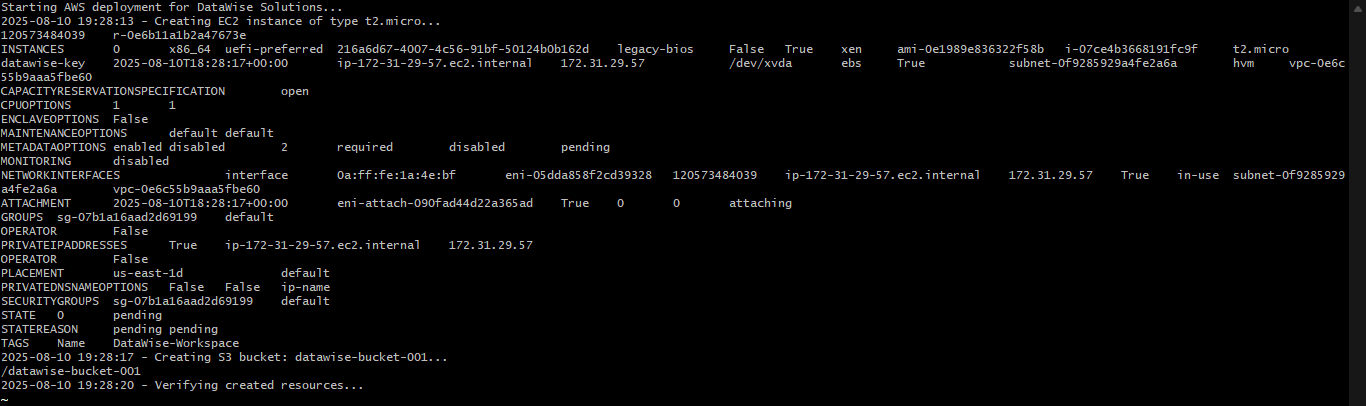 Starting AWS deployment for DataWise Solutions...
2025-08-10 19:28:13 - Creating EC2 instance of type t2.micro...
120573484039 r-0e6b11a1b2a47673e
INSTANCES 0 x86_64 uefi-preferred 216a6d67-4007-4c56-91bf-50124b0b162d legacy-bios False True xen ami-0e1989e836322f58b i-07ce4b3668191fc9f t2.micro
datawise-key 2025-08-10T18:28:17+00:00 ip-172-31-29-57.ec2.internal 172.31.29.57 /dev/xvda ebs True subnet-0f9285929a4fe2a6a hvm vpc-0e6c
55b9aaa5fbe60
CAPACITYRESERVATIONSPECIFICATION open
CPUOPTIONS 1 1
ENCLAVEOPTIONS False
MAINTENANCEOPTIONS default default
METADATAOPTIONS enabled disabled 2 required disabled pending
MONITORING disabled
NETWORKINTERFACES interface 0a:ff:fe:1a:4e:bf eni-05dda858f2cd39328 120573484039 ip-172-31-29-57.ec2.internal 172.31.29.57 True in-use subnet-0f9285929
a4fe2a6a vpc-0e6c55b9aaa5fbe60
ATTACHMENT 2025-08-10T18:28:17+00:00 eni-attach-090fad44d22a365ad True 0 0 attaching
GROUPS sg-07b1a16aad2d69199 default
OPERATOR False
PRIVATEIPADDRESSES True ip-172-31-29-57.ec2.internal 172.31.29.57
OPERATOR False
PLACEMENT us-east-1d default
PRIVATEDNSNAMEOPTIONS False False ip-name
SECURITYGROUPS sg-07b1a16aad2d69199 default
STATE 0 pending
STATEREASON pending pending
TAGS Name DataWise-Workspace
2025-08-10 19:28:17 - Creating S3 bucket: datawise-bucket-001...
/datawise-bucket-001
2025-08-10 19:28:20 - Verifying created resources...
~